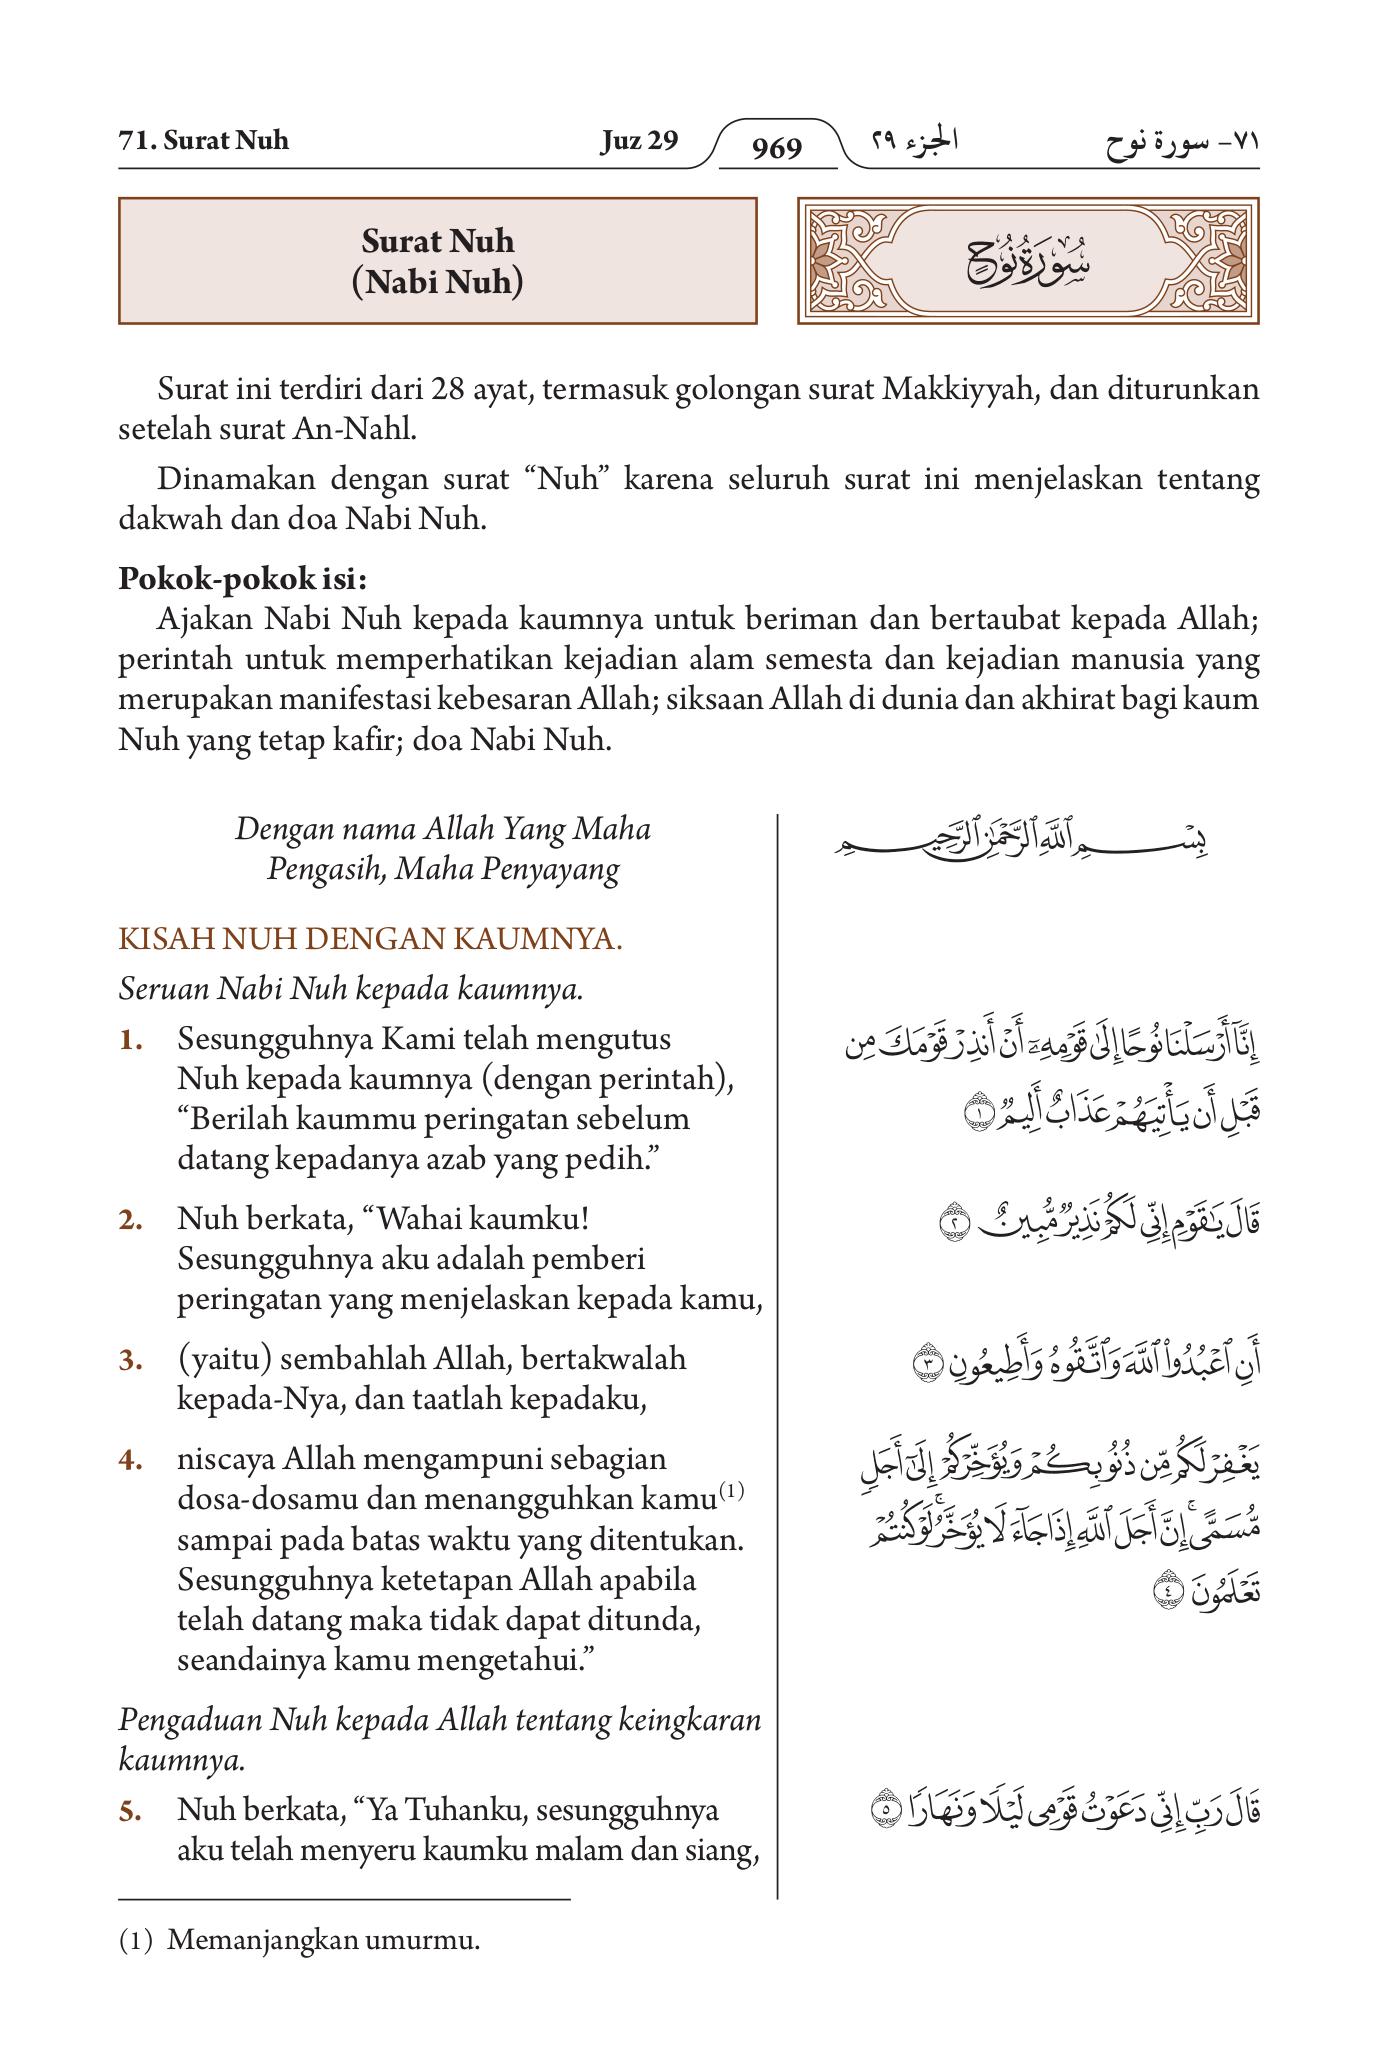 71. Surat Nuh
Juz 29
969
الجزء ٢٩
٧١- سورة نوح
Surat Nuh
(Nabi Nuh)
سُورَةُ نُوحٍ
Surat ini terdiri dari 28 ayat, termasuk golongan surat Makkiyyah, dan diturunkan
setelah surat An-Nahl.
Dinamakan dengan surat “Nuh” karena seluruh surat ini menjelaskan tentang
dakwah dan doa Nabi Nuh.
Pokok-pokok isi:
Ajakan Nabi Nuh kepada kaumnya untuk beriman dan bertaubat kepada Allah;
perintah untuk memperhatikan kejadian alam semesta dan kejadian manusia yang
merupakan manifestasi kebesaran Allah; siksaan Allah di dunia dan akhirat bagi kaum
Nuh yang tetap kafir; doa Nabi Nuh.
Dengan nama Allah Yang Maha
Pengasih, Maha Penyayang
KISAH NUH DENGAN KAUMNYA.
Seruan Nabi Nuh kepada kaumnya.
1. Sesungguhnya Kami telah mengutus
Nuh kepada kaumnya (dengan perintah),
“Berilah kaummu peringatan sebelum
datang kepadanya azab yang pedih.”
2. Nuh berkata, “Wahai kaumku!
Sesungguhnya aku adalah pemberi
peringatan yang menjelaskan kepada kamu,
3. (yaitu) sembahlah Allah, bertakwalah
kepada-Nya, dan taatlah kepadaku,
4. niscaya Allah mengampuni sebagian
dosa-dosamu dan menangguhkan kamu(1)
sampai pada batas waktu yang ditentukan.
Sesungguhnya ketetapan Allah apabila
telah datang maka tidak dapat ditunda,
seandainya kamu mengetahui.”
Pengaduan Nuh kepada Allah tentang keingkaran
kaumnya.
5. Nuh berkata, “Ya Tuhanku, sesungguhnya
aku telah menyeru kaumku malam dan siang,
بِسْمِ ٱللَّهِ ٱلرَّحْمَٰنِ ٱلرَّحِيمِ
إِنَّآ أَرْسَلْنَا نُوحًا إِلَىٰ قَوْمِهِۦٓ أَنْ أَنذِرْ قَوْمَكَ مِن
قَبْلِ أَن يَأْتِيَهُمْ عَذَابٌ أَلِيمٌ ١
قَالَ يَٰقَوْمِ إِنِّى لَكُمْ نَذِيرٌ مُّبِينٌ ٢
أَنِ ٱعْبُدُوا۟ ٱللَّهَ وَٱتَّقُوهُ وَأَطِيعُونِ ٣
يَغْفِرْ لَكُم مِّن ذُنُوبِكُمْ وَيُؤَخِّرْكُمْ إِلَىٰٓ أَجَلٍ
مُّسَمًّى ۚ إِنَّ أَجَلَ ٱللَّهِ إِذَا جَآءَ لَا يُؤَخَّرُ ۚ لَوْ كُنتُمْ
تَعْلَمُونَ ٤
قَالَ رَبِّ إِنِّى دَعَوْتُ قَوْمِى لَيْلًا وَنَهَارًا ٥
(1) Memanjangkan umurmu.